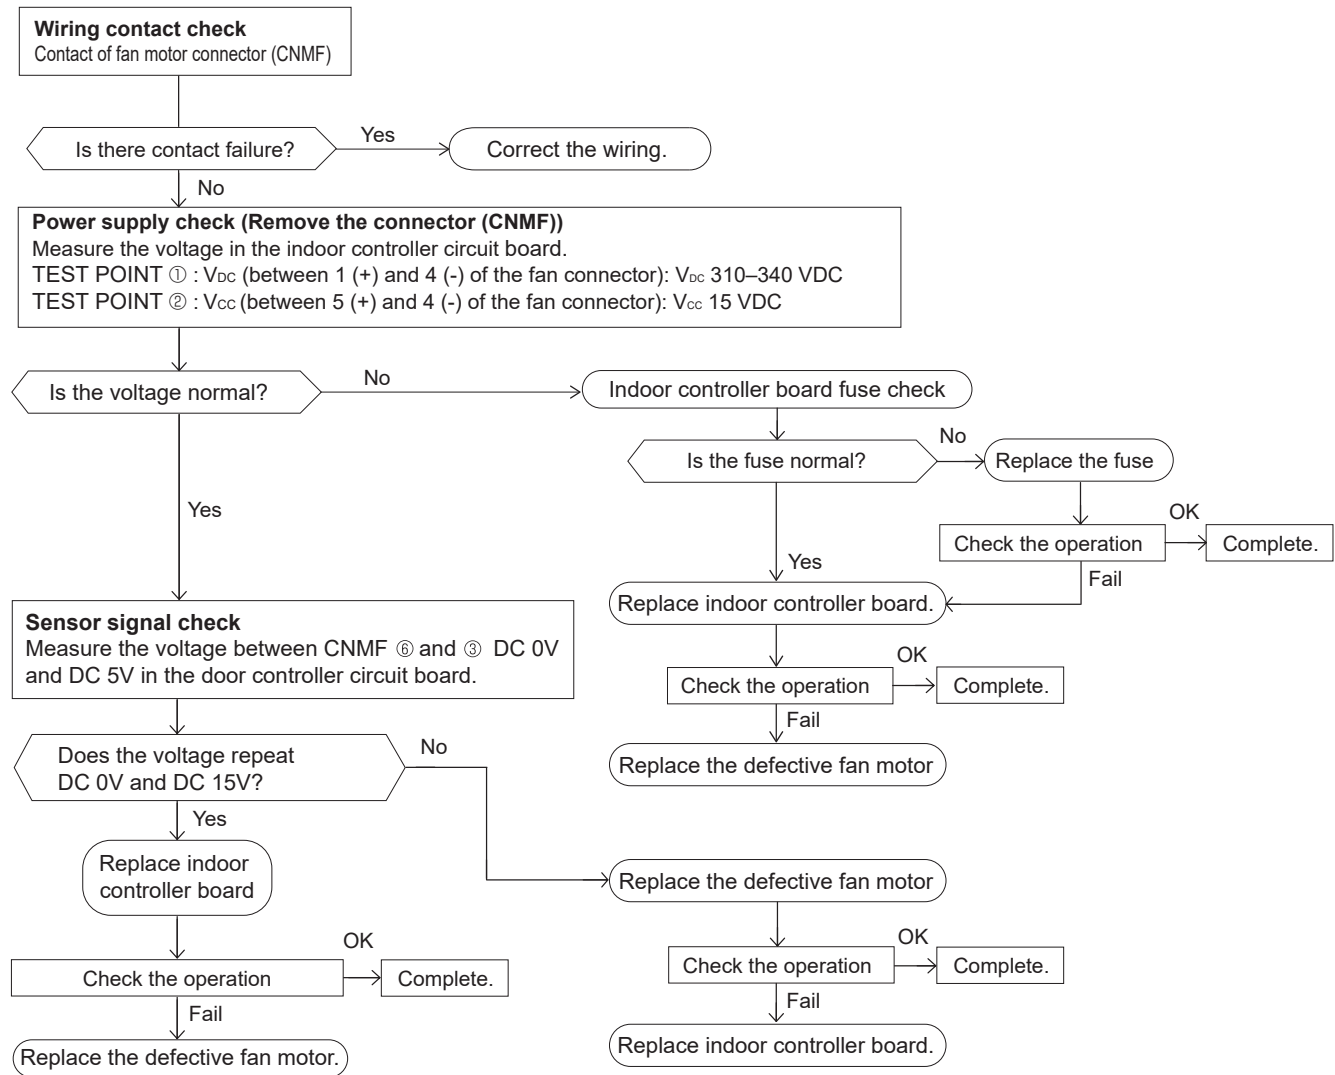 Wiring contact check
Contact of fan motor connector (CNMF)
Is there contact failure?
Yes
Correct the wiring.
No
Power supply check (Remove the connector (CNMF))
Measure the voltage in the indoor controller circuit board.
TEST POINT ① : VDC (between 1 (+) and 4 (-) of the fan connector): VDC 310–340 VDC
TEST POINT ② : VCC (between 5 (+) and 4 (-) of the fan connector): VCC 15 VDC
Is the voltage normal?
No
Indoor controller board fuse check
Is the fuse normal?
No
Replace the fuse
Yes
Check the operation
OK
Complete.
Fail
Yes
Replace indoor controller board.
Sensor signal check
Measure the voltage between CNMF ⑥ and ③ DC 0V
and DC 5V in the door controller circuit board.
Check the operation
OK
Complete.
Fail
Replace the defective fan motor
Does the voltage repeat
DC 0V and DC 15V?
No
Yes
Replace indoor
controller board
Replace the defective fan motor
Check the operation
OK
Complete.
Fail
Replace the defective fan motor.
Check the operation
OK
Complete.
Fail
Replace indoor controller board.